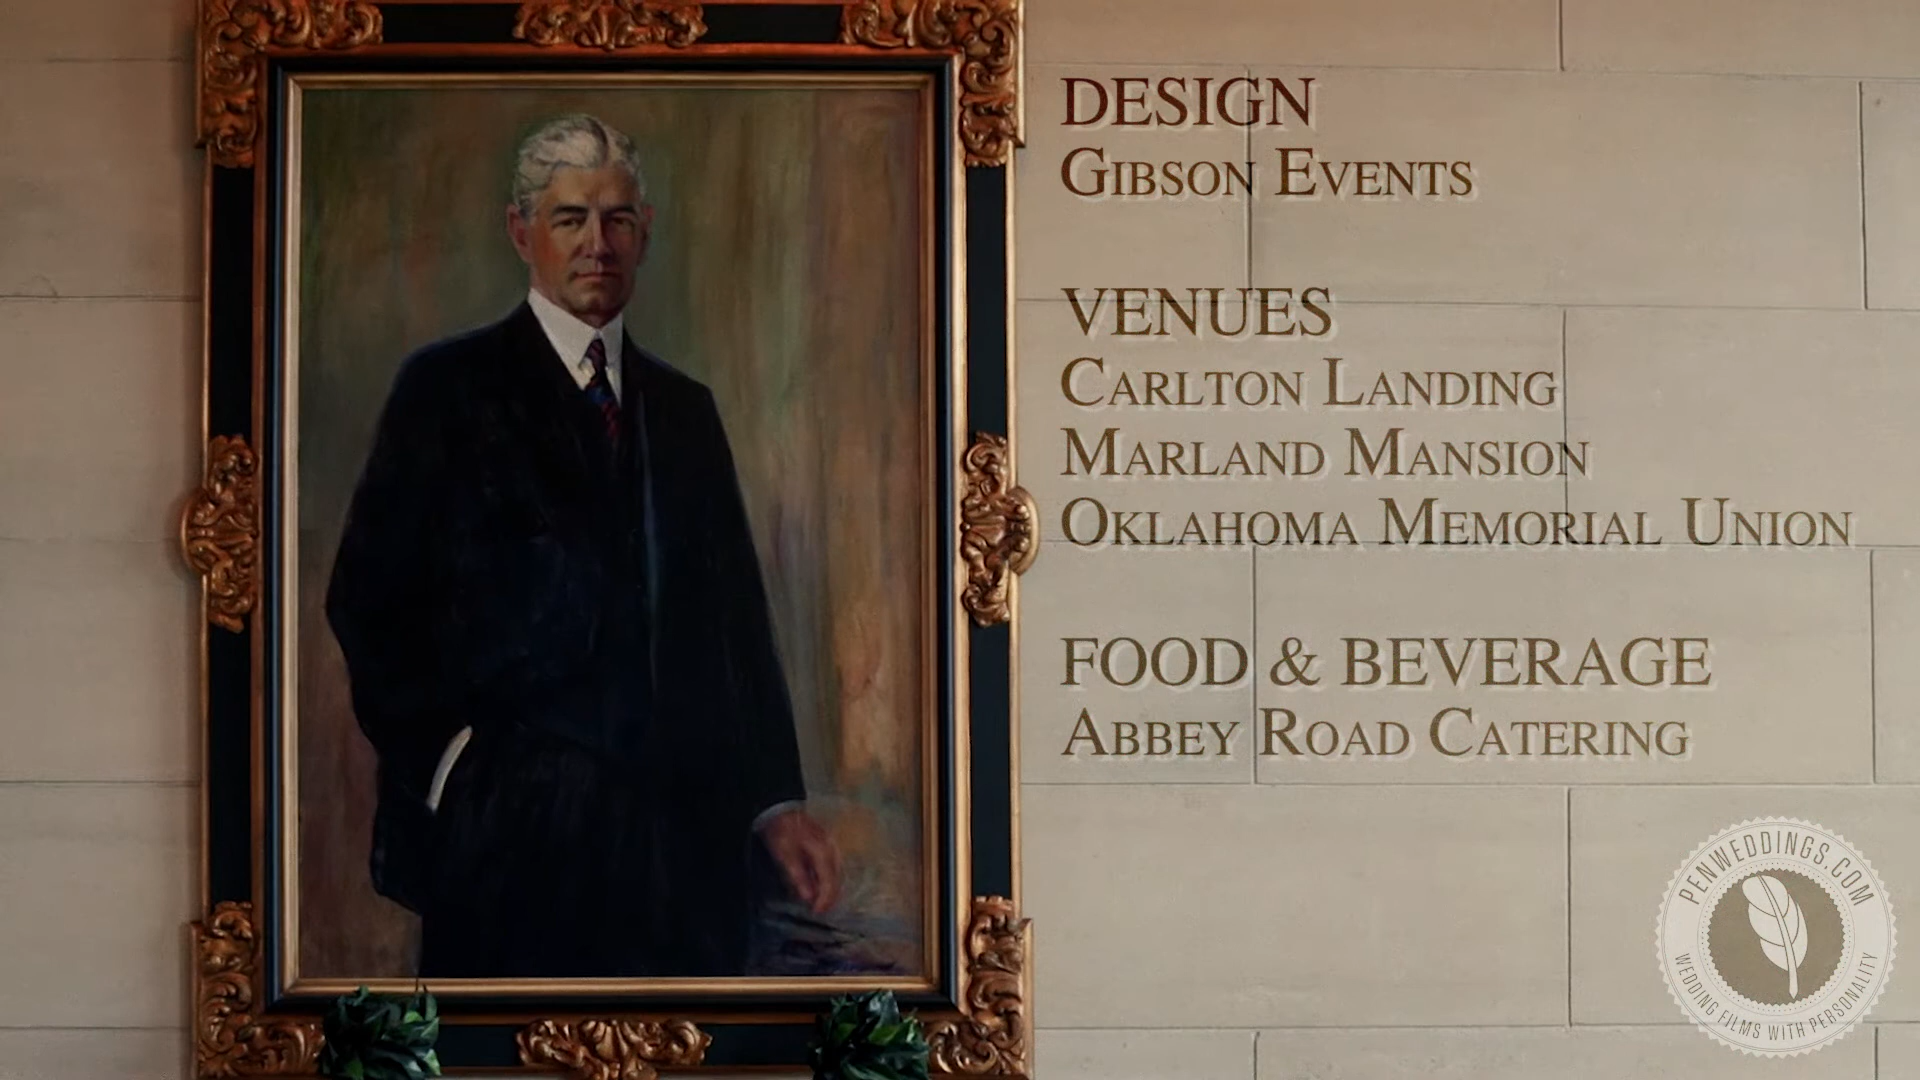 DESIGN
GIBSON EVENTS
VENUES
CARLTON LANDING
MARLAND MANSION
OKLAHOMA MEMORIAL UNION
FOOD & BEVERAGE
ABBEY ROAD CATERING
PENWEDDINGS.COM
WEDDING FILMS WITH PERSONALITY